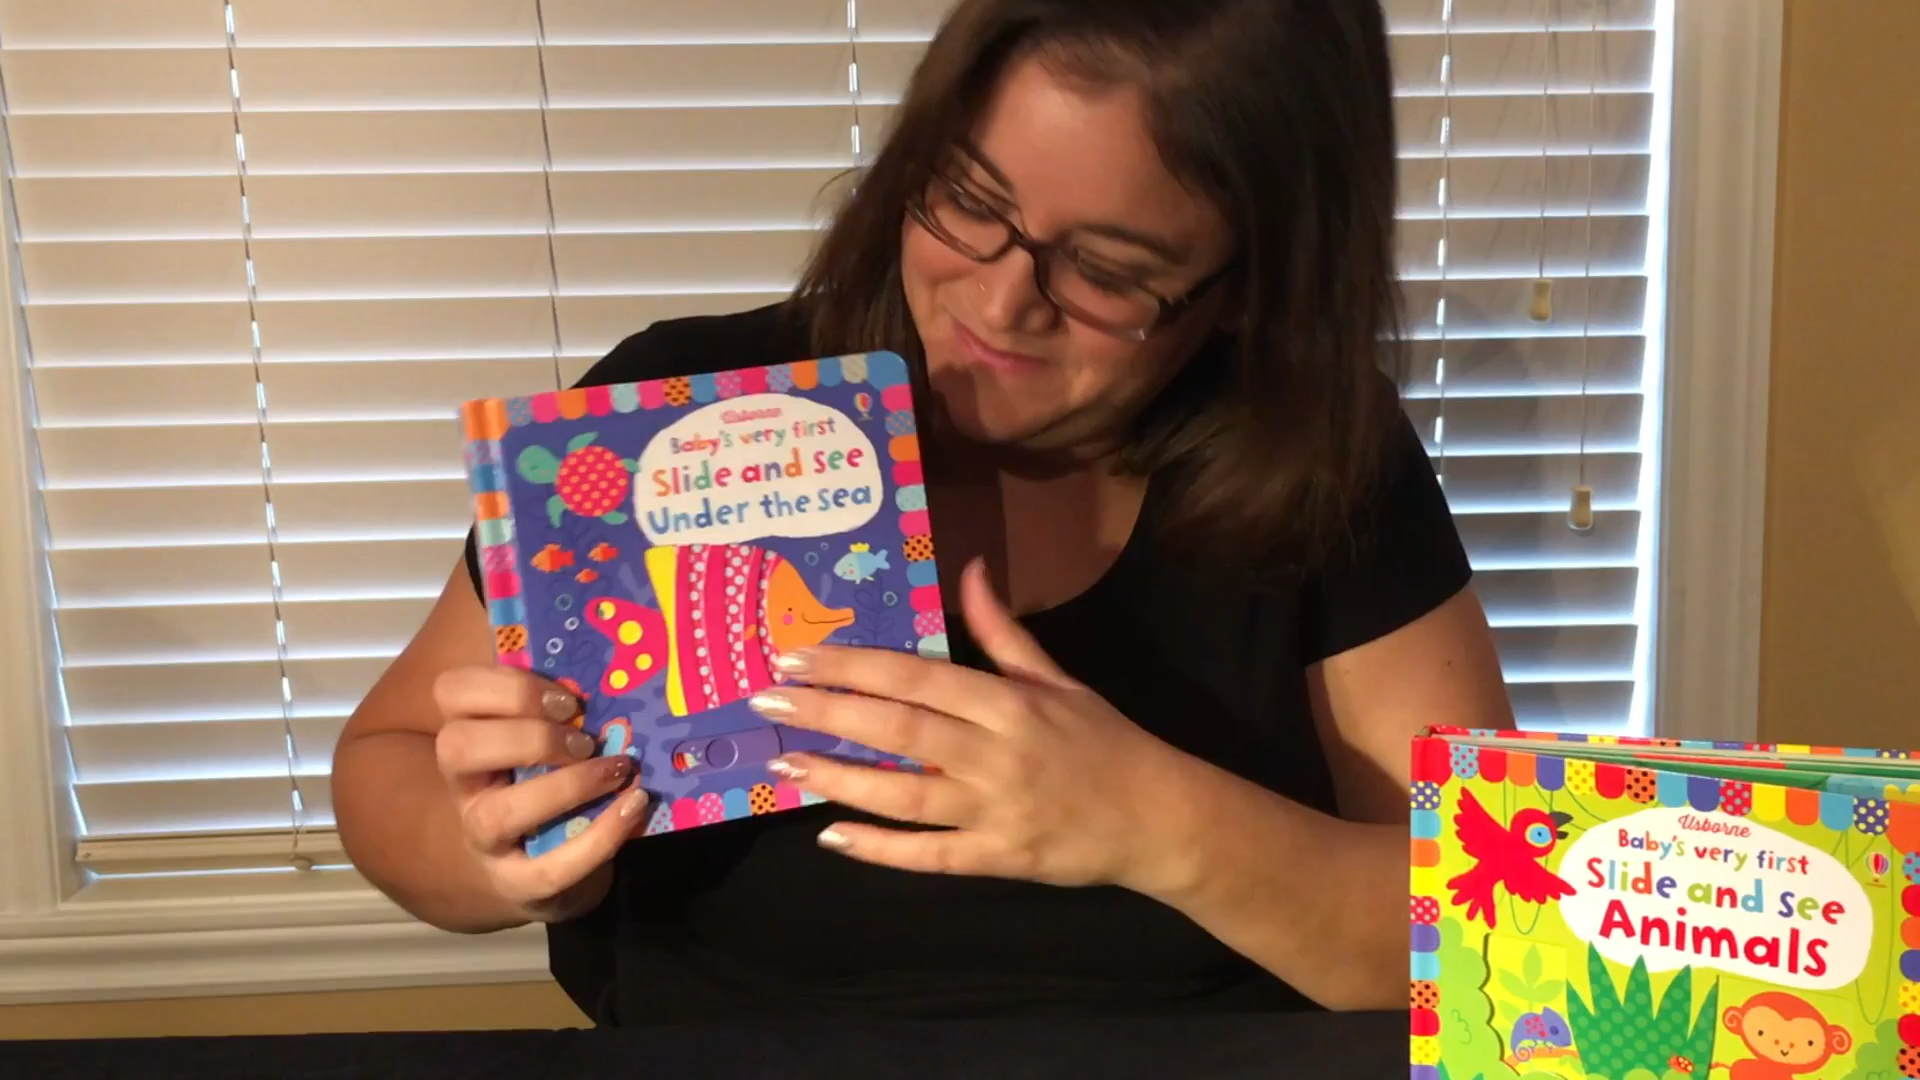 Usborne
Baby's very first
Slide and see
Under the sea
Usborne
Baby's very first
Slide and see
Animals